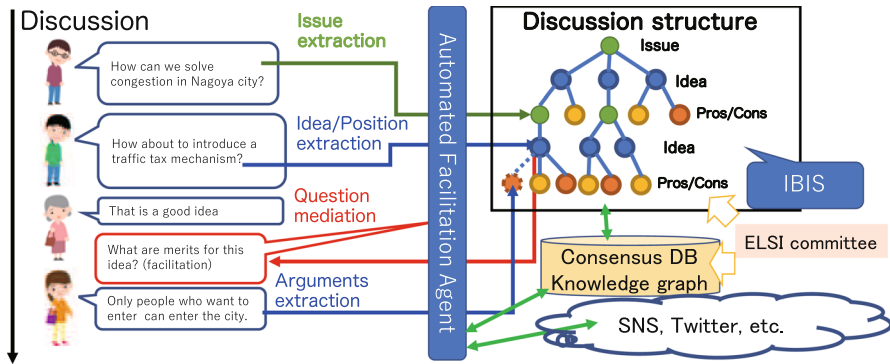 Discussion
How can we solve
congestion in Nagoya city?
How about to introduce a
traffic tax mechanism?
That is a good idea
What are merits for this
idea? (facilitation)
Only people who want to
enter can enter the city.
Issue
extraction
Idea/Position
extraction
Question
mediation
Arguments
extraction
Automated Facilitation Agent
Discussion structure
Issue
Idea
Pros/Cons
Idea
Pros/Cons
IBIS
ELSI committee
Consensus DB
Knowledge graph
SNS, Twitter, etc.